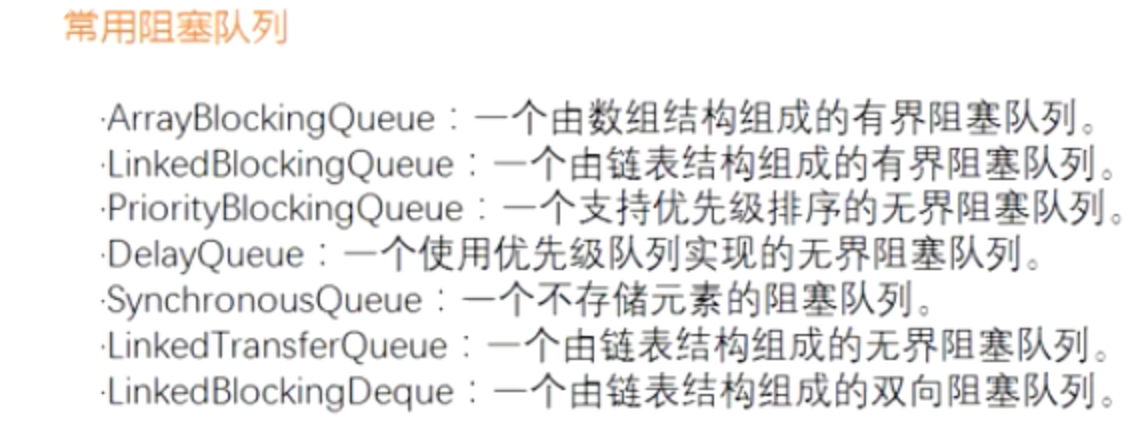 常用阻塞队列
·ArrayBlockingQueue：一个由数组结构组成的有界阻塞队列。
·LinkedBlockingQueue：一个由链表结构组成的有界阻塞队列。
·PriorityBlockingQueue：一个支持优先级排序的无界阻塞队列。
·DelayQueue：一个使用优先级队列实现的无界阻塞队列。
·SynchronousQueue：一个不存储元素的阻塞队列。
·LinkedTransferQueue：一个由链表结构组成的无界阻塞队列。
·LinkedBlockingDeque：一个由链表结构组成的双向阻塞队列。